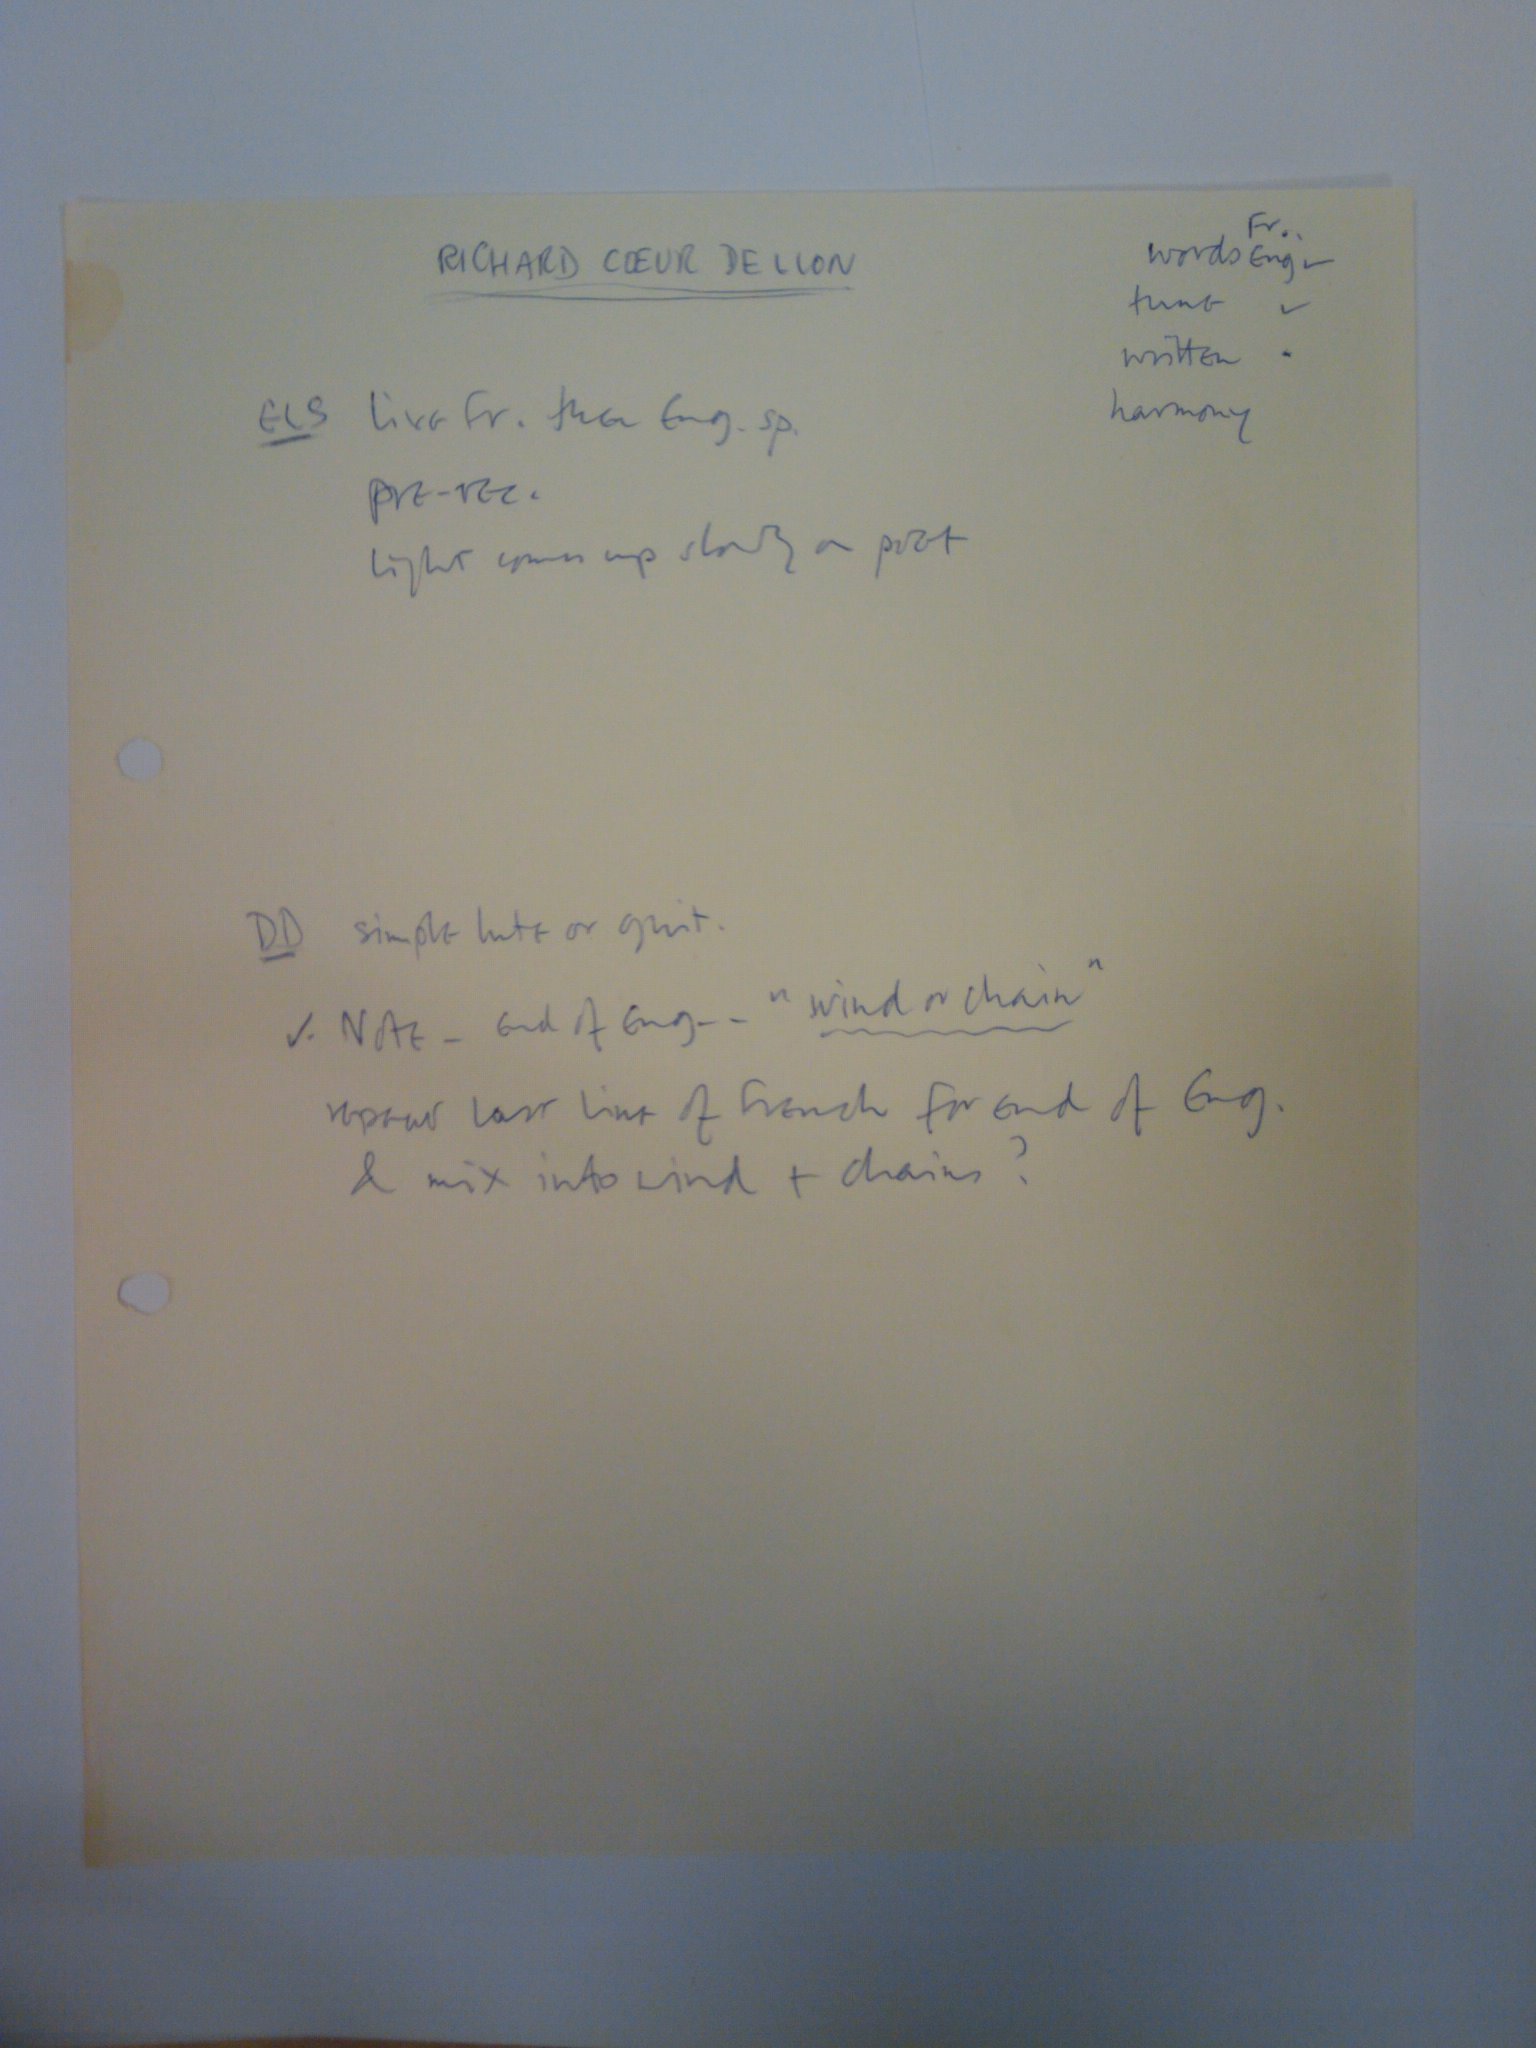 RICHARD CŒUR DE LION
Fr.
words Eng ✓
tune ✓
written •
harmony
ELS live Fr. then Eng. sp.
pre-rec.
light comes up slowly on poet
DD simple lute or guit.
✓. NOTE - end of Eng - - "wind or chain"
repeat last line of French for end of Eng.
& mix into wind + chains?